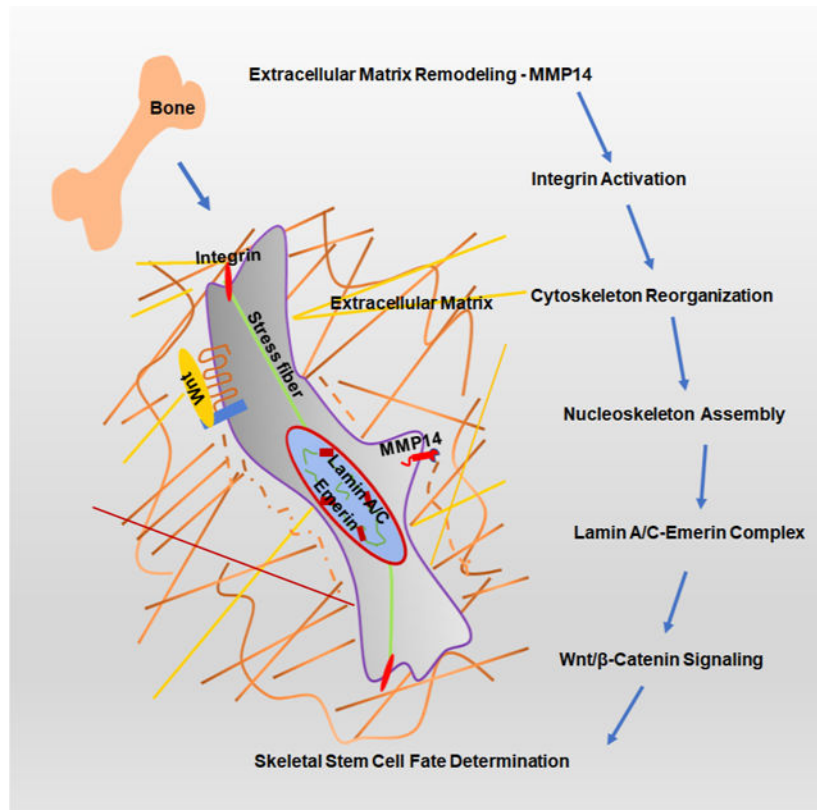 Extracellular Matrix Remodeling - MMP14
Bone
Integrin Activation
Integrin
Extracellular Matrix
Cytoskeleton Reorganization
Stress fiber
Wnt
Nucleoskeleton Assembly
MMP14
Lamin A/C
Emerin
Lamin A/C-Emerin Complex
Wnt/β-Catenin Signaling
Skeletal Stem Cell Fate Determination